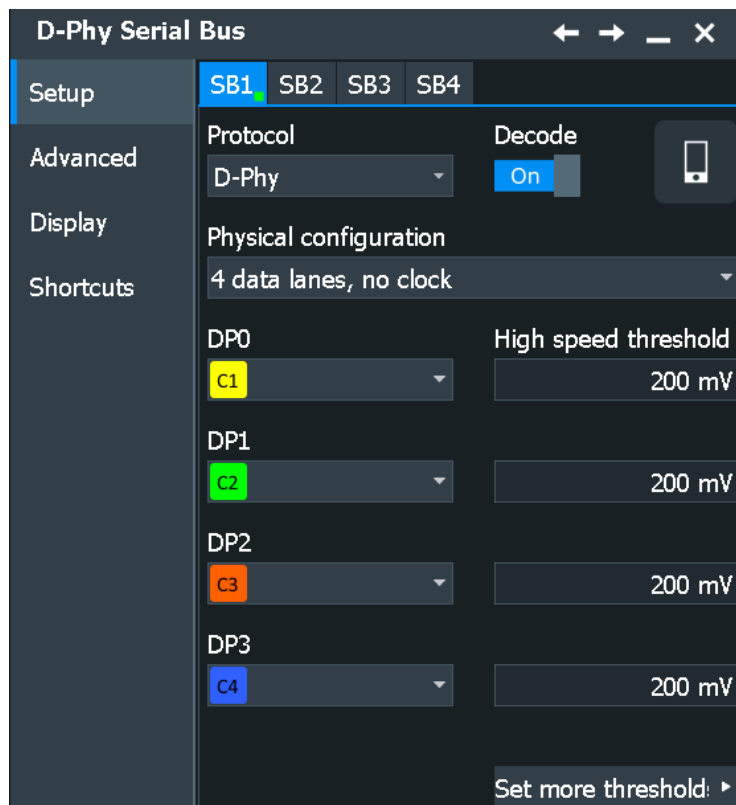 D-Phy Serial Bus
Setup
Advanced
Display
Shortcuts
SB1 SB2 SB3 SB4
Protocol Decode
D-Phy On
Physical configuration
4 data lanes, no clock
DP0 High speed threshold
C1 200 mV
DP1
C2 200 mV
DP2
C3 200 mV
DP3
C4 200 mV
Set more threshold